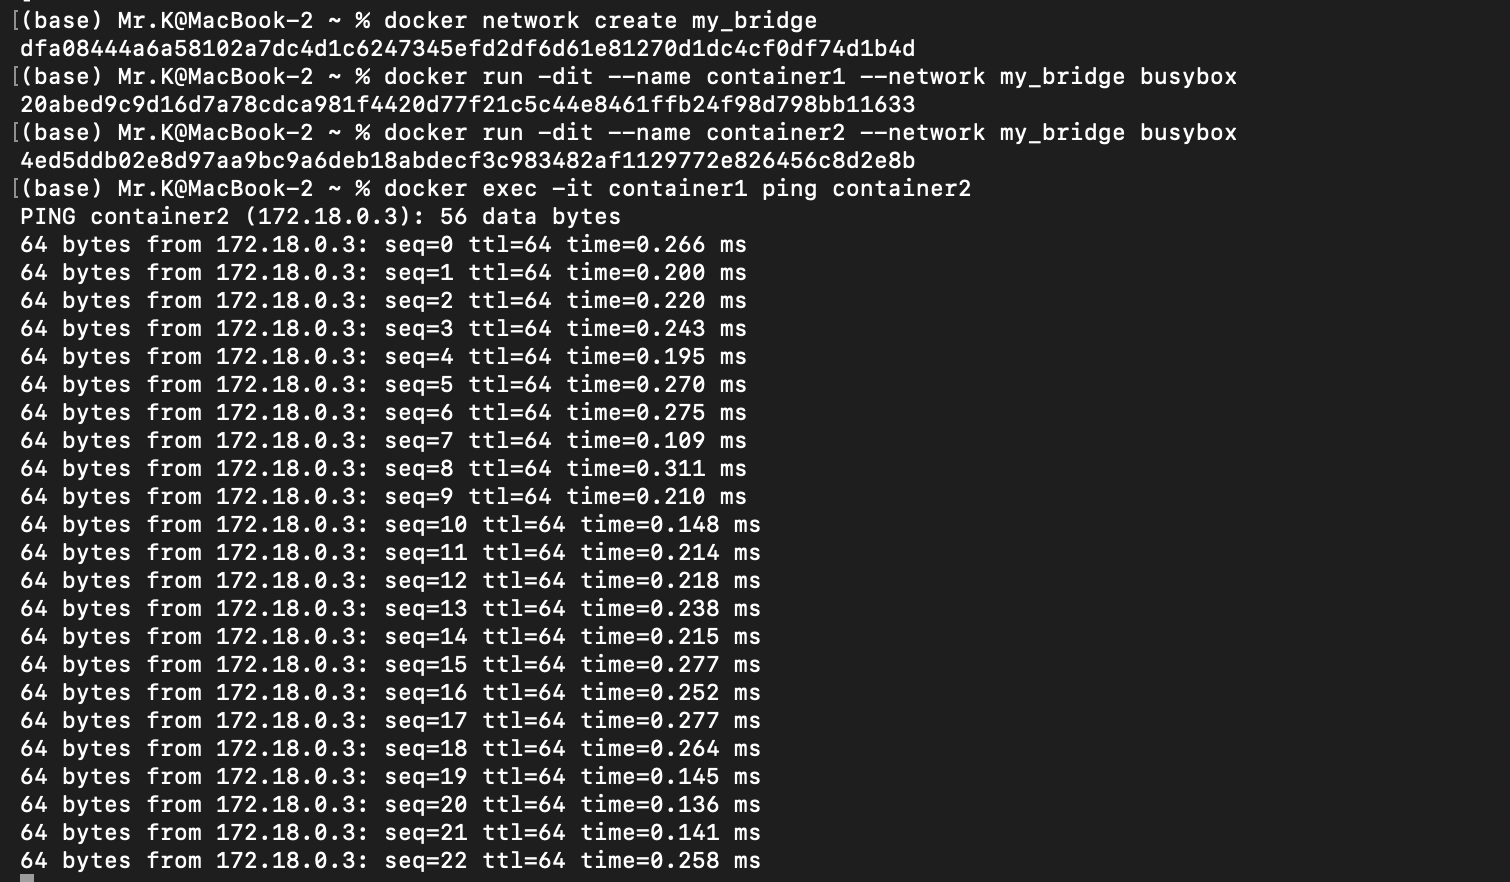 [(base) Mr.K@MacBook-2 ~ % docker network create my_bridge
dfa08444a6a58102a7dc4d1c6247345efd2df6d61e81270d1dc4cf0df74d1b4d
[(base) Mr.K@MacBook-2 ~ % docker run -dit --name container1 --network my_bridge busybox
20abed9c9d16d7a78cdca981f4420d77f21c5c44e8461ffb24f98d798bb11633
[(base) Mr.K@MacBook-2 ~ % docker run -dit --name container2 --network my_bridge busybox
4ed5ddb02e8d97aa9bc9a6deb18abdecf3c983482af1129772e826456c8d2e8b
[(base) Mr.K@MacBook-2 ~ % docker exec -it container1 ping container2
PING container2 (172.18.0.3): 56 data bytes
64 bytes from 172.18.0.3: seq=0 ttl=64 time=0.266 ms
64 bytes from 172.18.0.3: seq=1 ttl=64 time=0.200 ms
64 bytes from 172.18.0.3: seq=2 ttl=64 time=0.220 ms
64 bytes from 172.18.0.3: seq=3 ttl=64 time=0.243 ms
64 bytes from 172.18.0.3: seq=4 ttl=64 time=0.195 ms
64 bytes from 172.18.0.3: seq=5 ttl=64 time=0.270 ms
64 bytes from 172.18.0.3: seq=6 ttl=64 time=0.275 ms
64 bytes from 172.18.0.3: seq=7 ttl=64 time=0.109 ms
64 bytes from 172.18.0.3: seq=8 ttl=64 time=0.311 ms
64 bytes from 172.18.0.3: seq=9 ttl=64 time=0.210 ms
64 bytes from 172.18.0.3: seq=10 ttl=64 time=0.148 ms
64 bytes from 172.18.0.3: seq=11 ttl=64 time=0.214 ms
64 bytes from 172.18.0.3: seq=12 ttl=64 time=0.218 ms
64 bytes from 172.18.0.3: seq=13 ttl=64 time=0.238 ms
64 bytes from 172.18.0.3: seq=14 ttl=64 time=0.215 ms
64 bytes from 172.18.0.3: seq=15 ttl=64 time=0.277 ms
64 bytes from 172.18.0.3: seq=16 ttl=64 time=0.252 ms
64 bytes from 172.18.0.3: seq=17 ttl=64 time=0.277 ms
64 bytes from 172.18.0.3: seq=18 ttl=64 time=0.264 ms
64 bytes from 172.18.0.3: seq=19 ttl=64 time=0.145 ms
64 bytes from 172.18.0.3: seq=20 ttl=64 time=0.136 ms
64 bytes from 172.18.0.3: seq=21 ttl=64 time=0.141 ms
64 bytes from 172.18.0.3: seq=22 ttl=64 time=0.258 ms